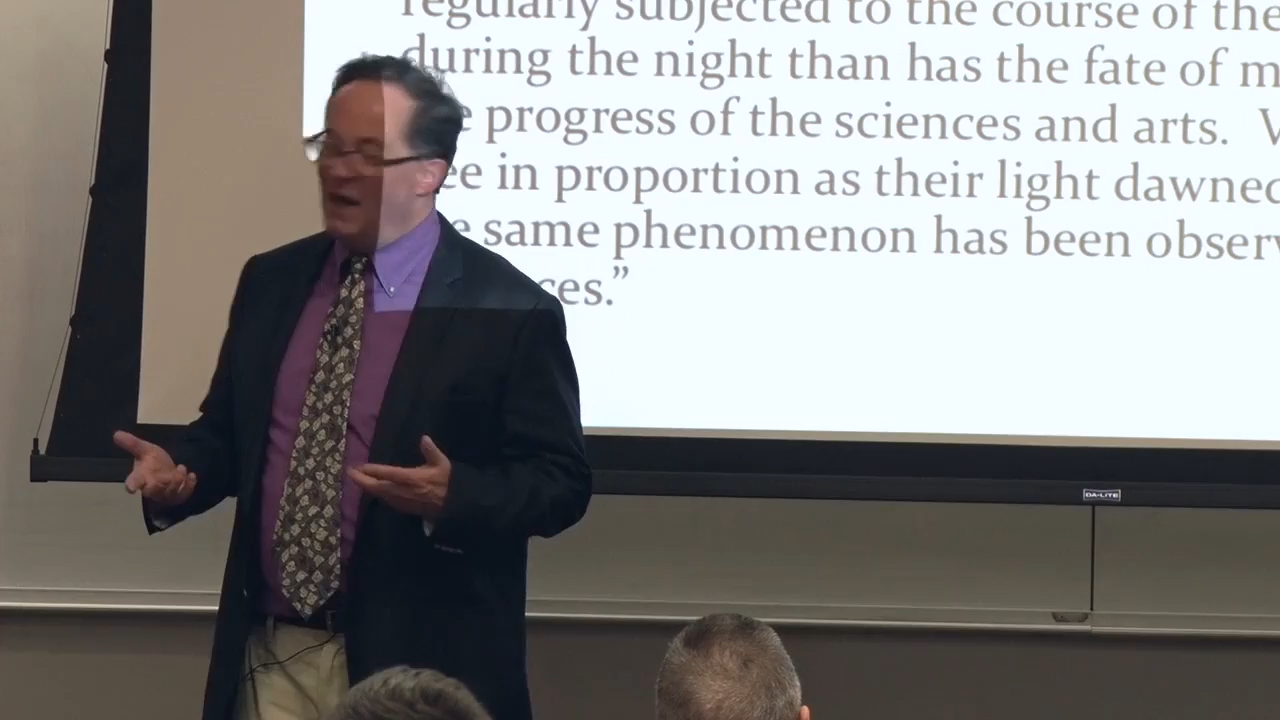 regularly subjected to the course of the
during the night than has the fate of m
e progress of the sciences and arts. V
ee in proportion as their light dawned
e same phenomenon has been observ
ces.”
DA-LITE